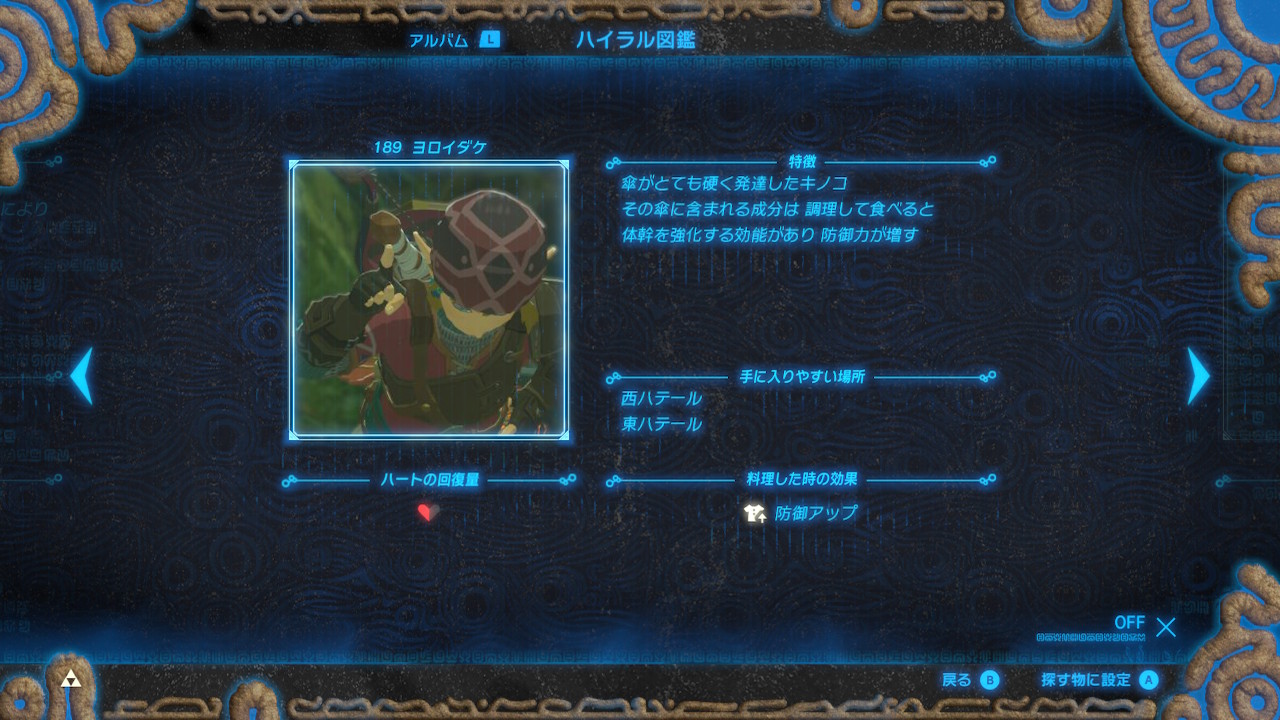 アルバム L
ハイラル図鑑
189 ヨロイダケ
特徴
傘がとても硬く発達したキノコ
その傘に含まれる成分は 調理して食べると
体幹を強化する効能があり 防御力が増す
手に入りやすい場所
西ハテール
東ハテール
ハートの回復量
料理した時の効果
防御アップ
により
OFF
戻る B
探す物に設定 A